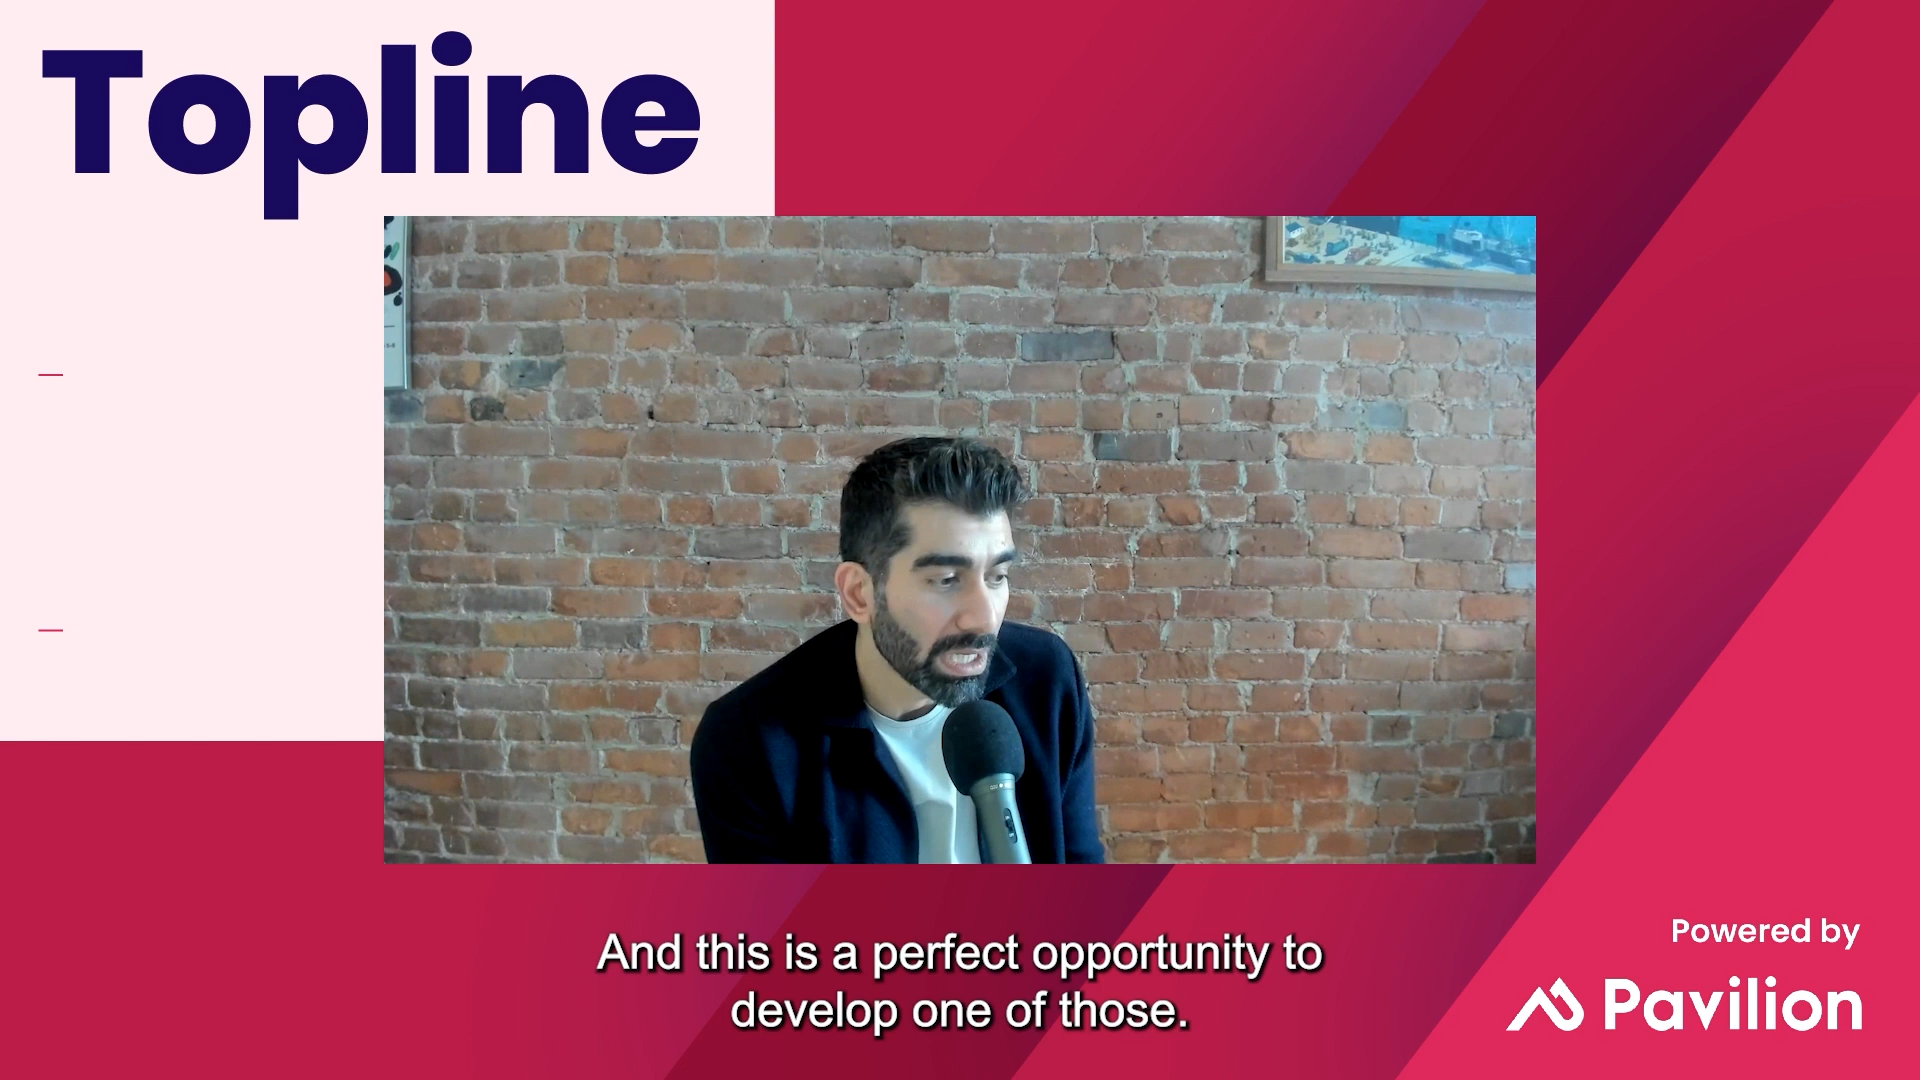 Topline
And this is a perfect opportunity to
develop one of those.
Powered by
Pavilion